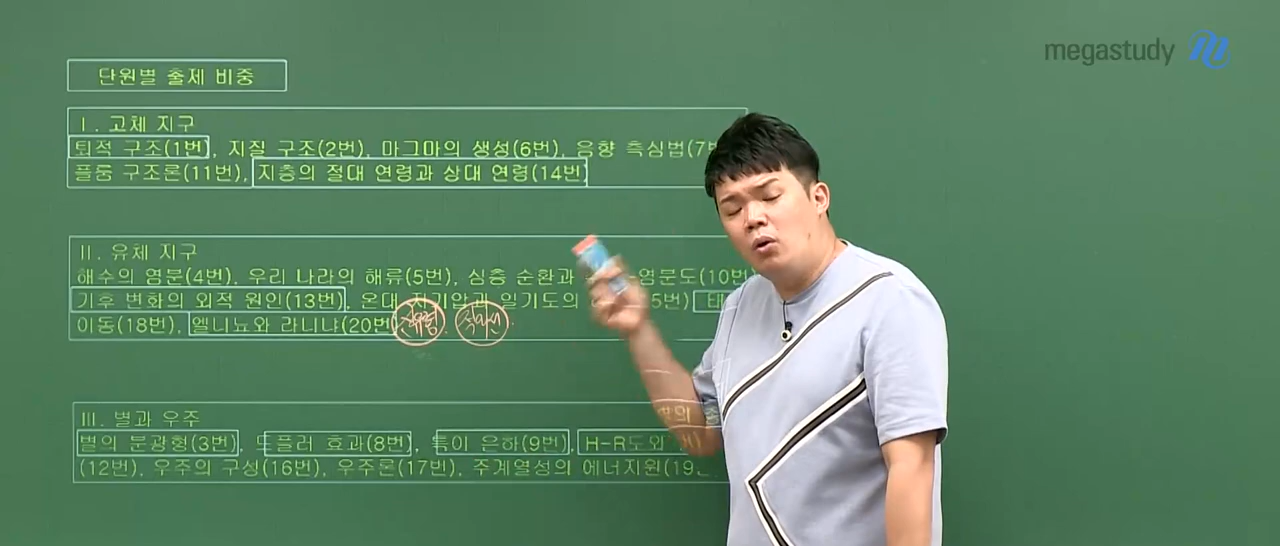 megastudy
단원별 출제 비중
Ⅰ. 고체 지구
퇴적 구조(1번), 지질 구조(2번), 마그마의 생성(6번), 음향 측심법(7번
플룸 구조론(11번), 지층의 절대 연령과 상대 연령(14번)
Ⅱ. 유체 지구
해수의 염분(4번), 우리 나라의 해류(5번), 심층 순환과 염분도(10번
기후 변화의 외적 원인(13번), 온대 저기압과 일기도의 5번)
이동(18번), 엘니뇨와 라니냐(20번
Ⅲ. 별과 우주
별의 분광형(3번), 도플러 효과(8번), 특이 은하(9번), H-R도와
(12번), 우주의 구성(16번), 우주론(17번), 주계열성의 에너지원(19